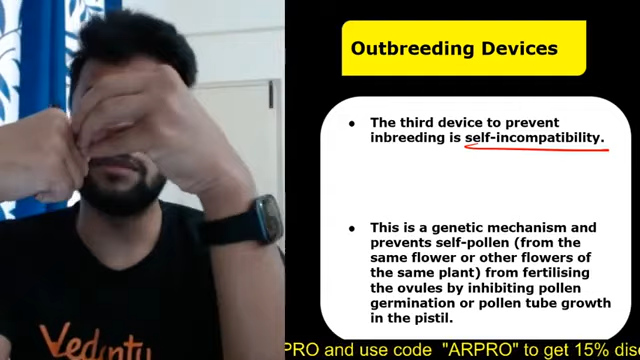 Outbreeding Devices
• The third device to prevent
inbreeding is self-incompatibility.
• This is a genetic mechanism and
prevents self-pollen (from the
same flower or other flowers of
the same plant) from fertilising
the ovules by inhibiting pollen
germination or pollen tube growth
in the pistil.
Vedantu
PRO and use code "ARPRO" to get 15% disc